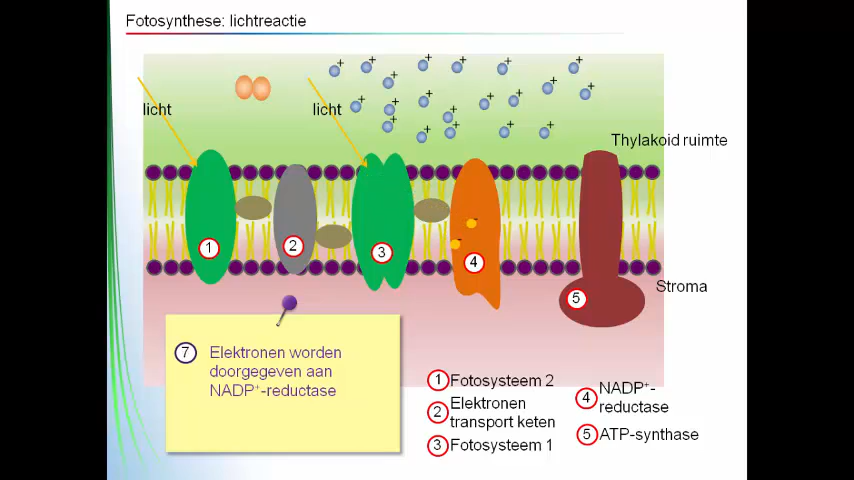 Fotosynthese: lichtreactie
licht
licht
+ + + + + + + + + + + + + + + + + + +
Thylakoid ruimte
1
2
3
4
5
- -
Stroma
7 Elektronen worden
doorgegeven aan
NADP⁺-reductase
1 Fotosysteem 2
2 Elektronen
transport keten
3 Fotosysteem 1
4 NADP⁺-
reductase
5 ATP-synthase